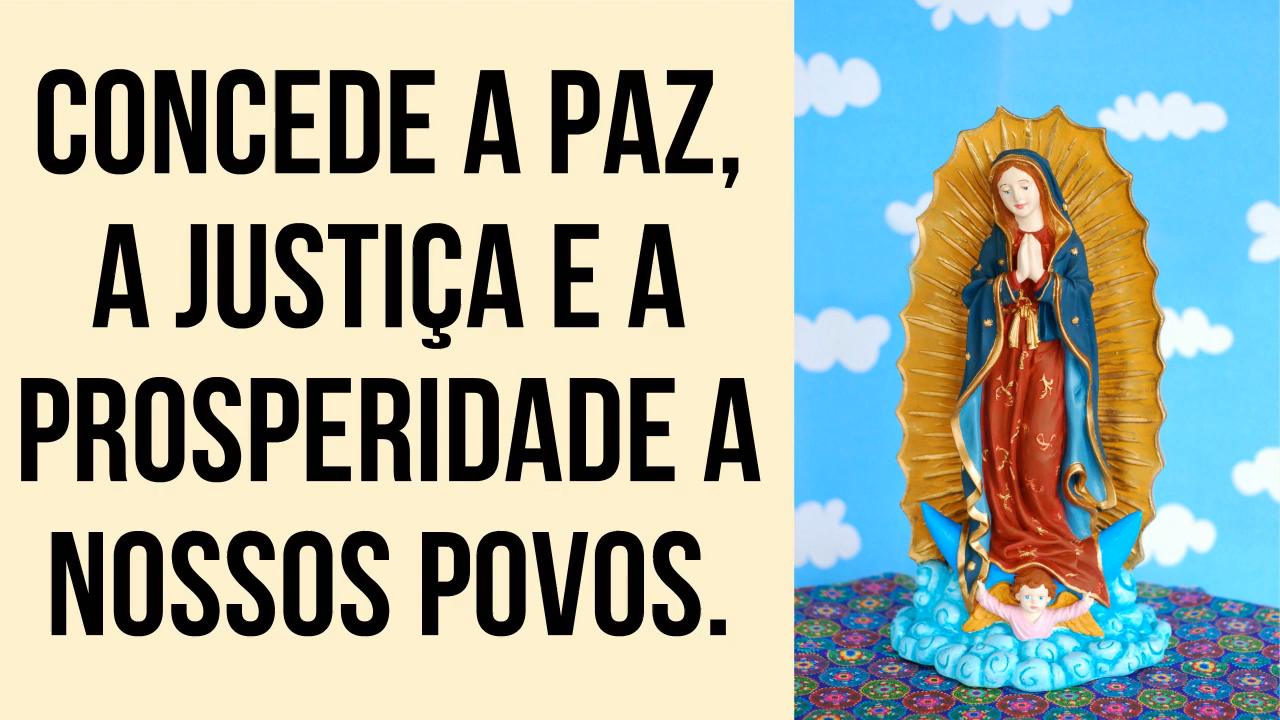 CONCEDE A PAZ,
A JUSTIÇA E A
PROSPERIDADE A
NOSSOS POVOS.